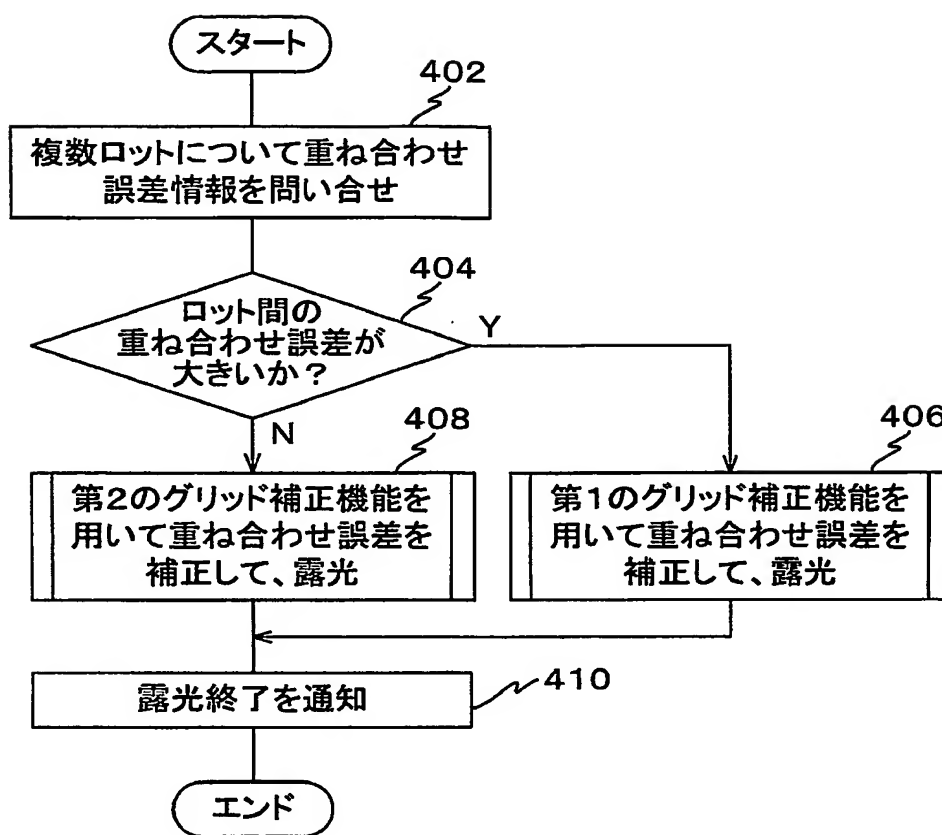 スタート
402
複数ロットについて重ね合わせ
誤差情報を問い合せ
404
ロット間の
重ね合わせ誤差が
大きいか?
Y
N
408
第2のグリッド補正機能を
用いて重ね合わせ誤差を
補正して、露光
406
第1のグリッド補正機能を
用いて重ね合わせ誤差を
補正して、露光
露光終了を通知
410
エンド